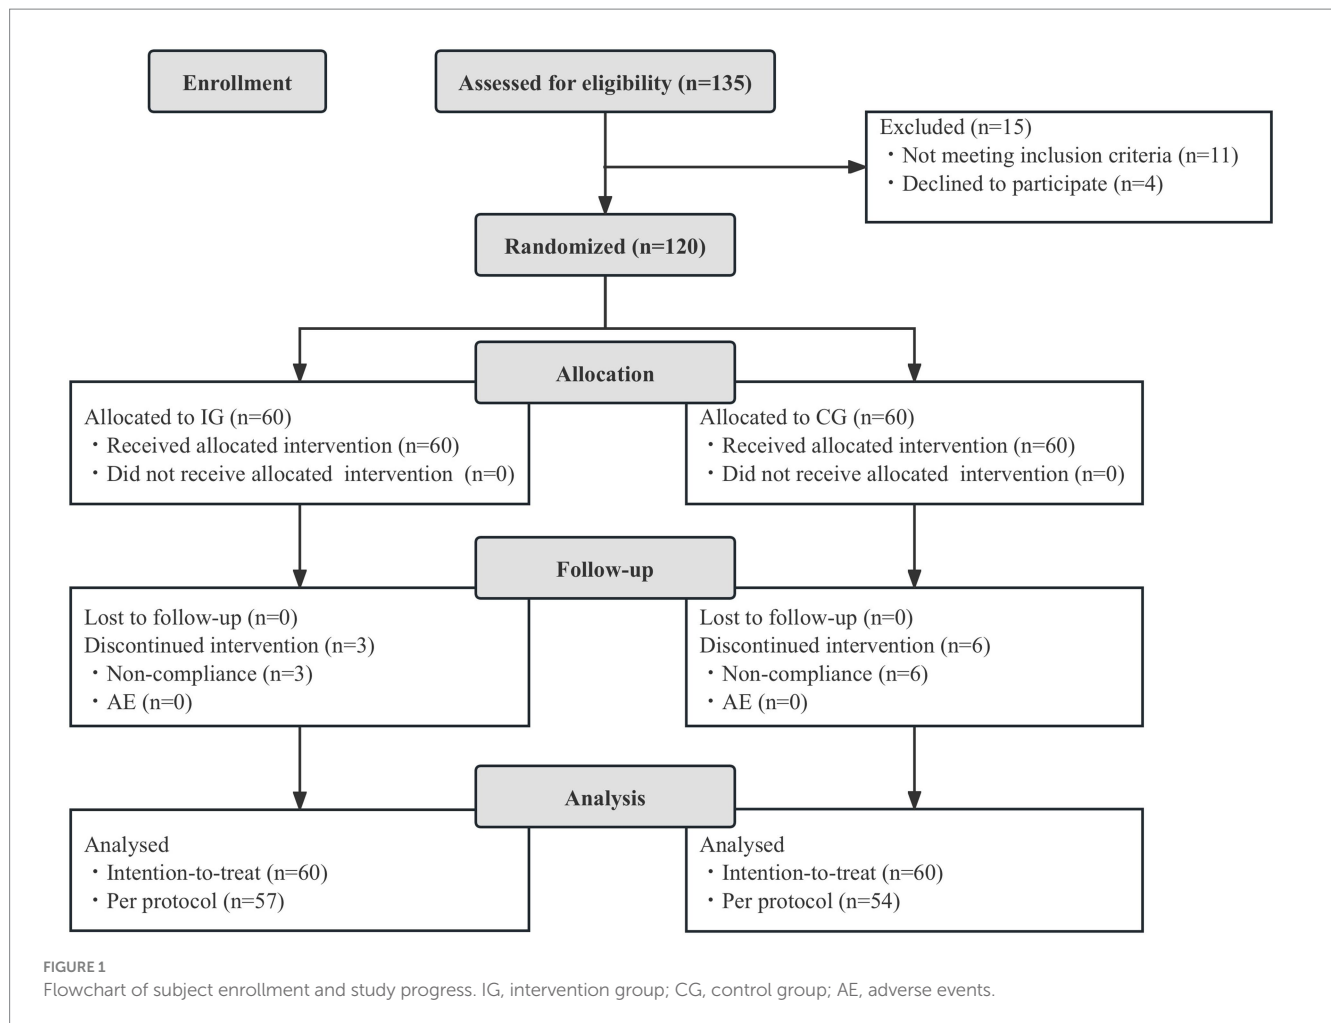 Enrollment
Assessed for eligibility (n=135)
Excluded (n=15)
・Not meeting inclusion criteria (n=11)
・Declined to participate (n=4)
Randomized (n=120)
Allocation
Allocated to IG (n=60)
・Received allocated intervention (n=60)
・Did not receive allocated intervention (n=0)
Allocated to CG (n=60)
・Received allocated intervention (n=60)
・Did not receive allocated intervention (n=0)
Follow-up
Lost to follow-up (n=0)
Discontinued intervention (n=3)
・Non-compliance (n=3)
・AE (n=0)
Lost to follow-up (n=0)
Discontinued intervention (n=6)
・Non-compliance (n=6)
・AE (n=0)
Analysis
Analysed
・Intention-to-treat (n=60)
・Per protocol (n=57)
Analysed
・Intention-to-treat (n=60)
・Per protocol (n=54)
FIGURE 1
Flowchart of subject enrollment and study progress. IG, intervention group; CG, control group; AE, adverse events.